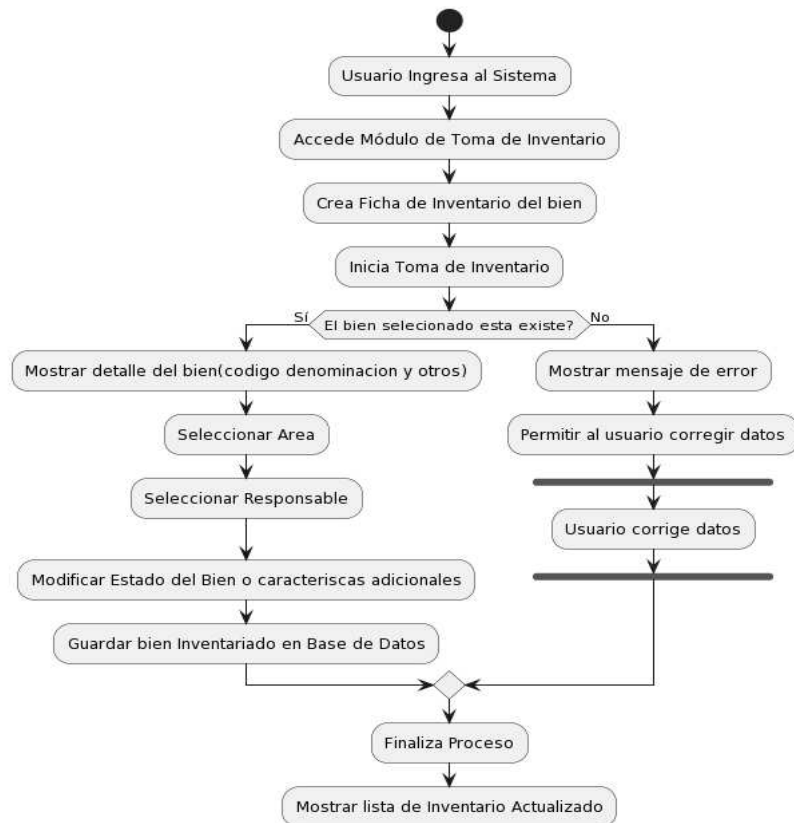 Usuario Ingresa al Sistema
Accede Módulo de Toma de Inventario
Crea Ficha de Inventario del bien
Inicia Toma de Inventario
Sí
El bien selecionado esta existe?
No
Mostrar detalle del bien(codigo denominacion y otros)
Seleccionar Area
Seleccionar Responsable
Modificar Estado del Bien o caracteriscas adicionales
Guardar bien Inventariado en Base de Datos
Mostrar mensaje de error
Permitir al usuario corregir datos
Usuario corrige datos
Finaliza Proceso
Mostrar lista de Inventario Actualizado